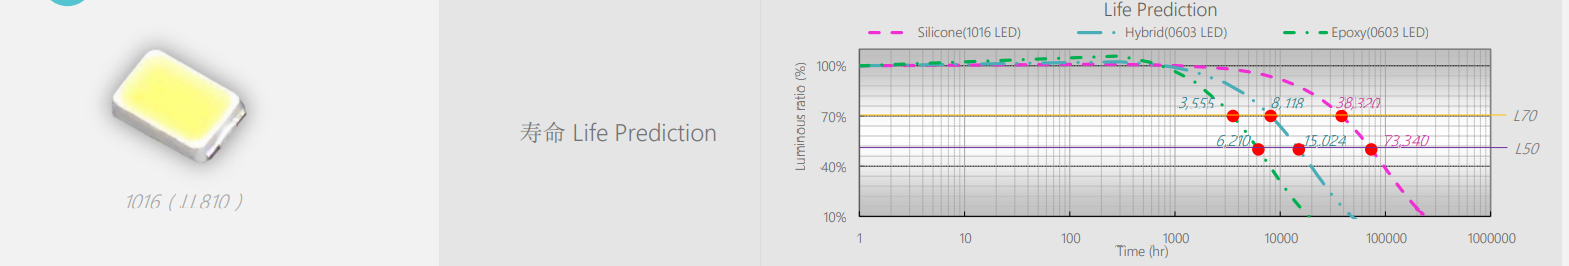 1016 ( JJ 810 )
寿命 Life Prediction
Life Prediction
Silicone(1016 LED)
Hybrid(0603 LED)
Epoxy(0603 LED)
Luminous ratio (%)
100%
70%
40%
10%
3,555
8,118
38,320
L70
6,210
15,024
73,340
L50
1
10
100
1000
10000
100000
1000000
Time (hr)